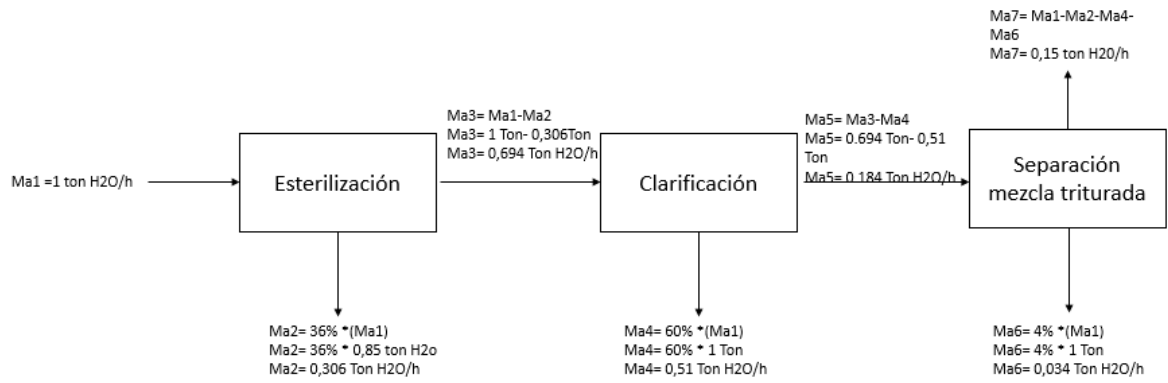 Ma1 =1 ton H2O/h
Esterilización
Ma2= 36% *(Ma1)
Ma2= 36% * 0,85 ton H2o
Ma2= 0,306 Ton H2O/h
Ma3= Ma1-Ma2
Ma3= 1 Ton- 0,306Ton
Ma3= 0,694 Ton H2O/h
Clarificación
Ma4= 60% *(Ma1)
Ma4= 60% * 1 Ton
Ma4= 0,51 Ton H2O/h
Ma5= Ma3-Ma4
Ma5= 0.694 Ton- 0,51
Ton
Ma5= 0.184 Ton H2O/h
Separación
mezcla triturada
Ma6= 4% *(Ma1)
Ma6= 4% * 1 Ton
Ma6= 0,034 Ton H2O/h
Ma7= Ma1-Ma2-Ma4-
Ma6
Ma7= 0,15 ton H20/h